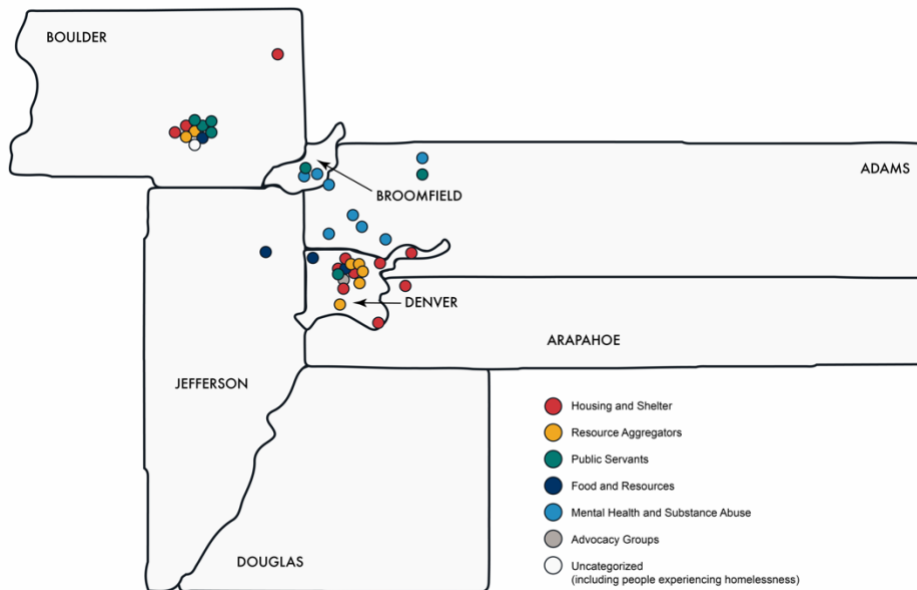 BOULDER
ADAMS
BROOMFIELD
DENVER
ARAPAHOE
JEFFERSON
Housing and Shelter
Resource Aggregators
Public Servants
Food and Resources
Mental Health and Substance Abuse
Advocacy Groups
DOUGLAS
Uncategorized
(including people experiencing homelessness)